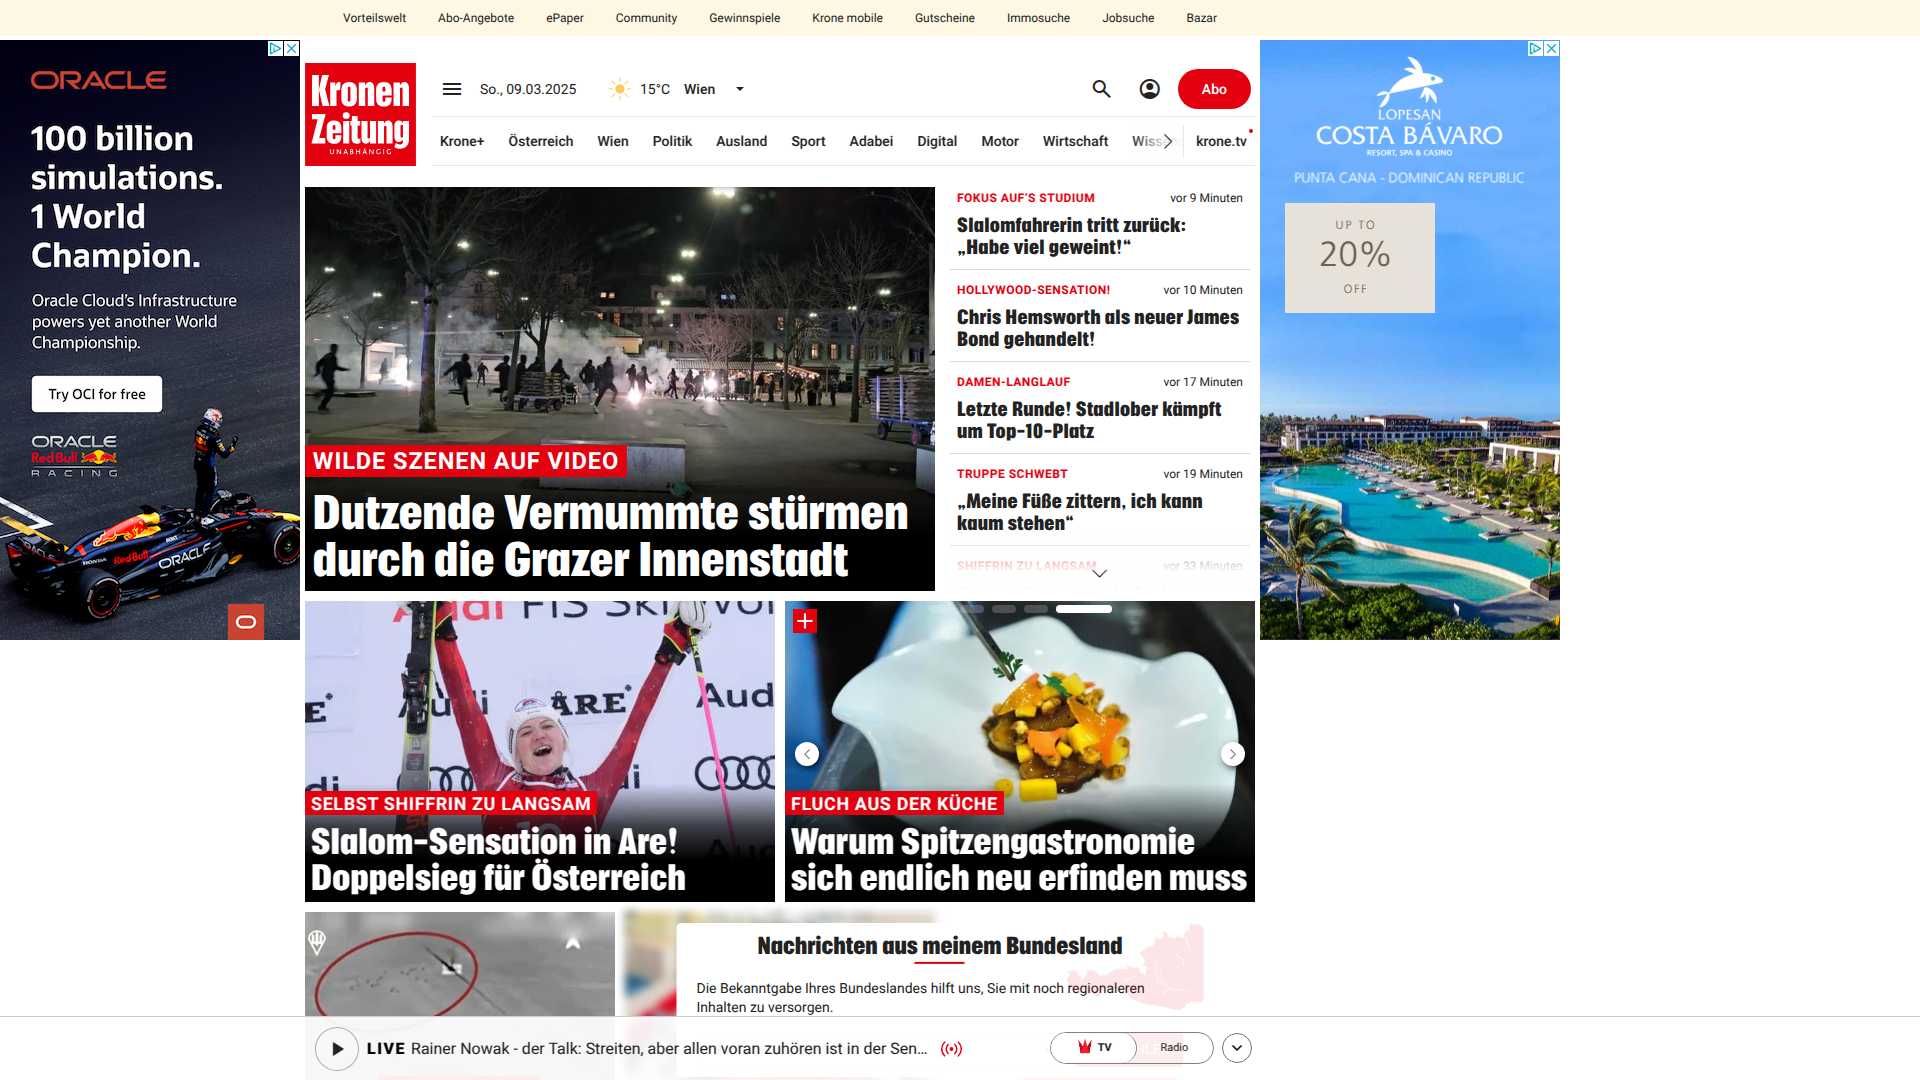 Vorteilswelt
Abo-Angebote
ePaper
Community
Gewinnspiele
Krone mobile
Gutscheine
Immosuche
Jobsuche
Bazar
ORACLE
100 billion
simulations.
1 World
Champion.
Oracle Cloud's Infrastructure
powers yet another World
Championship.
Try OCI for free
ORACLE
Red Bull
RACING
Kronen
Zeitung
UNABHÄNGIG
So., 09.03.2025
15°C
Wien
Abo
Krone+
Österreich
Wien
Politik
Ausland
Sport
Adabei
Digital
Motor
Wirtschaft
Wiss
krone.tv
WILDE SZENEN AUF VIDEO
Dutzende Vermummte stürmen
durch die Grazer Innenstadt
FOKUS AUF'S STUDIUM
vor 9 Minuten
Slalomfahrerin tritt zurück:
„Habe viel geweint!“
HOLLYWOOD-SENSATION!
vor 10 Minuten
Chris Hemsworth als neuer James
Bond gehandelt!
DAMEN-LANGLAUF
vor 17 Minuten
Letzte Runde! Stadlober kämpft
um Top-10-Platz
TRUPPE SCHWEBT
vor 19 Minuten
„Meine Füße zittern, ich kann
kaum stehen“
SHIFFRIN ZU LANGSAM
vor 33 Minuten
LOPESAN
COSTA BÁVARO
RESORT, SPA & CASINO
PUNTA CANA - DOMINICAN REPUBLIC
UP TO
20%
OFF
ÅRE
Audi
SELBST SHIFFRIN ZU LANGSAM
Slalom-Sensation in Are!
Doppelsieg für Österreich
FLUCH AUS DER KÜCHE
Warum Spitzengastronomie
sich endlich neu erfinden muss
Nachrichten aus meinem Bundesland
Die Bekanntgabe Ihres Bundeslandes hilft uns, Sie mit noch regionaleren
Inhalten zu versorgen.
LIVE Rainer Nowak - der Talk: Streiten, aber allen voran zuhören ist in der Sen...
TV
Radio